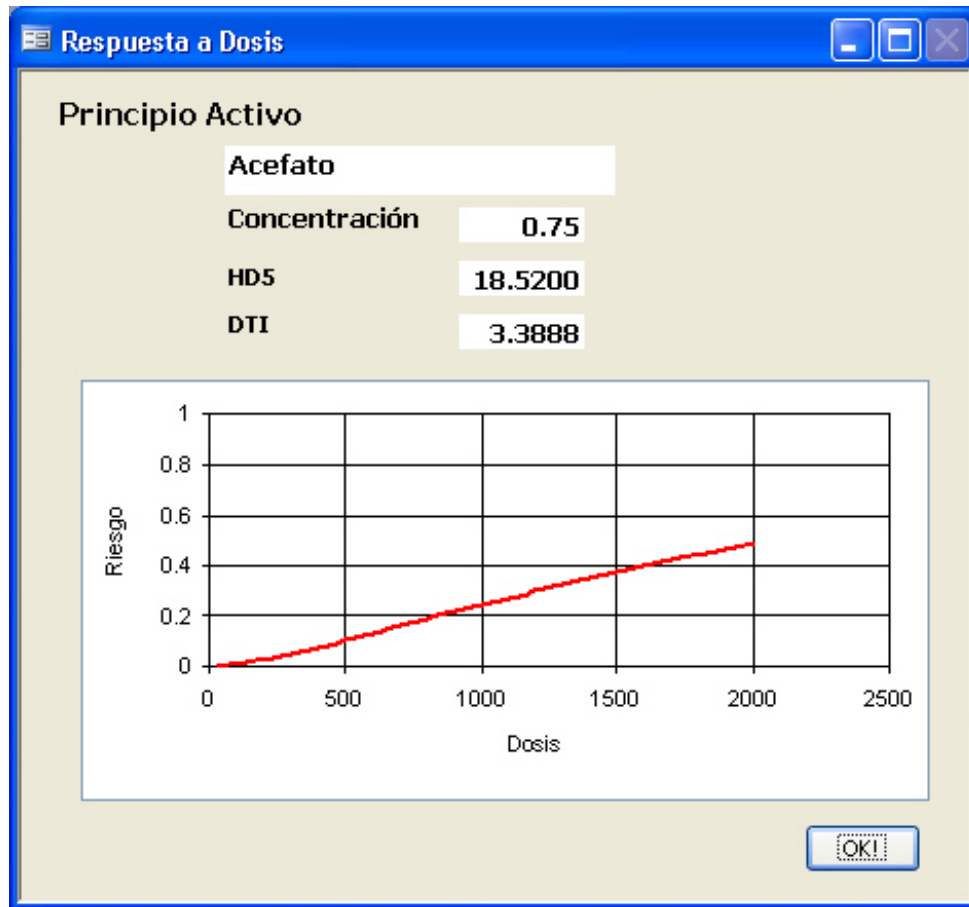 Respuesta a Dosis
Principio Activo
Acefato
Concentración 0.75
HD5 18.5200
DTI 3.3888
1
0.8
0.6
0.4
0.2
0
Riesgo
0 500 1000 1500 2000 2500
Dosis
OK!